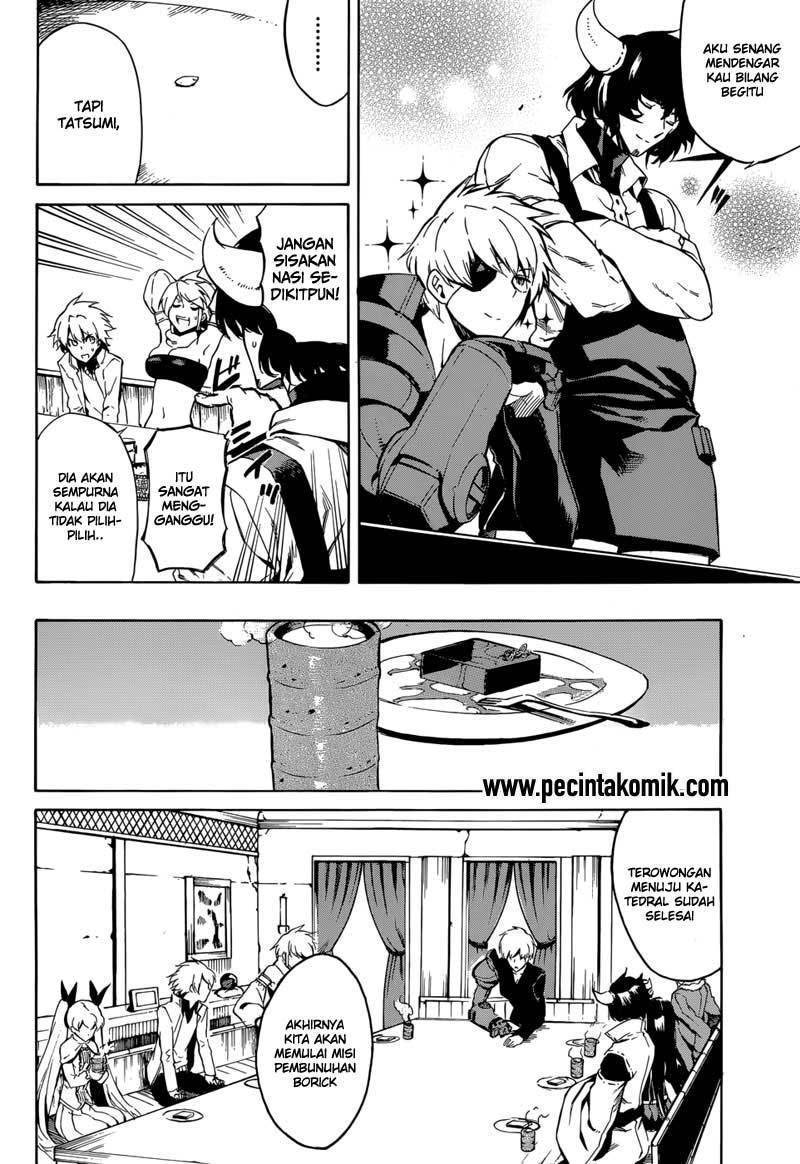 AKU SENANG
MENDENGAR
KAU BILANG
BEGITU
.........
TAPI
TATSUMI,
JANGAN
SISAKAN
NASI SE-
DIKITPUN!
ITU
SANGAT
MENG-
GANGGU!
DIA AKAN
SEMPURNA
KALAU DIA
TIDAK PILIH-
PILIH..
www.pecintakomik.com
TEROWONGAN
MENUJU KA-
TEDRAL SUDAH
SELESAI
AKHIRNYA
KITA AKAN
MEMULAI MISI
PEMBUNUHAN
BORICK